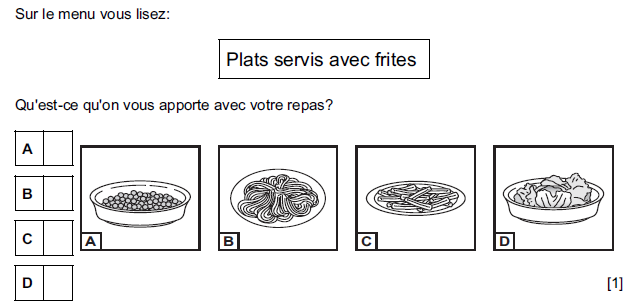 Sur le menu vous lisez:
Plats servis avec frites
Qu'est-ce qu'on vous apporte avec votre repas?
A
B
C
D
A
B
C
D
[1]